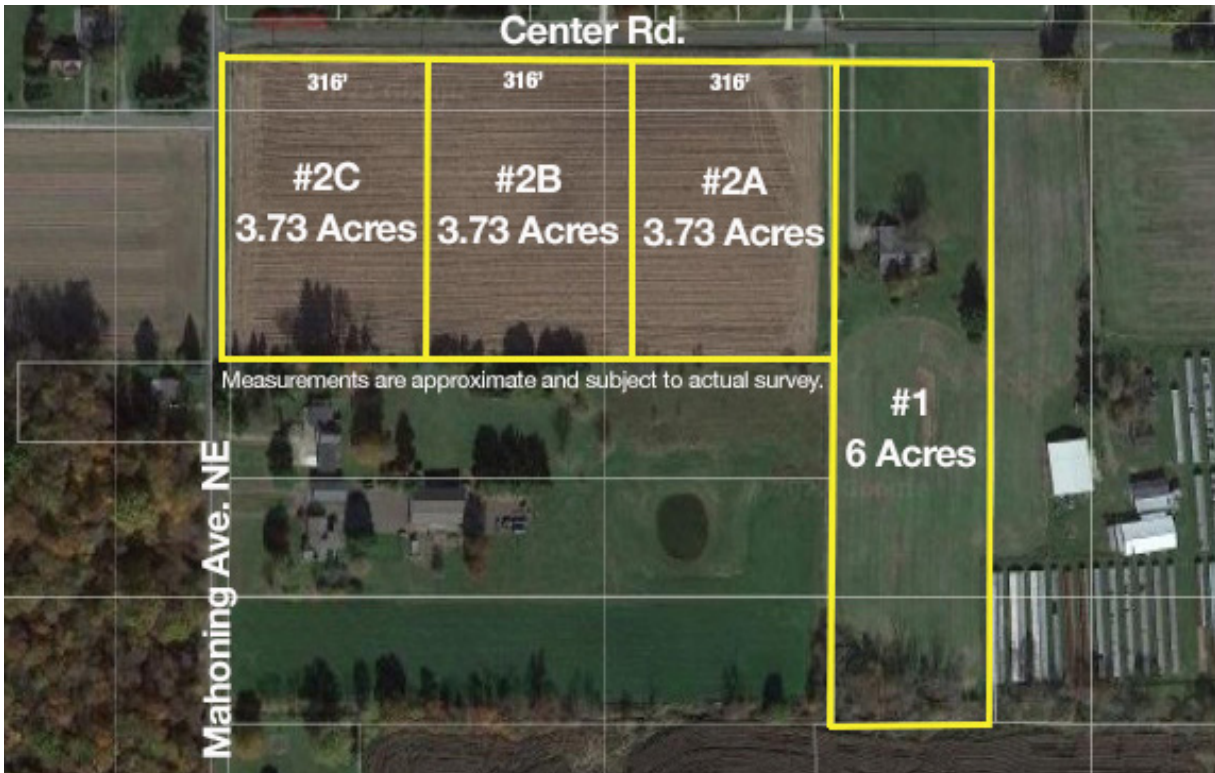 Center Rd.
316'
316'
316'
#2C
3.73 Acres
#2B
3.73 Acres
#2A
3.73 Acres
Measurements are approximate and subject to actual survey.
#1
6 Acres
Mahoning Ave. NE